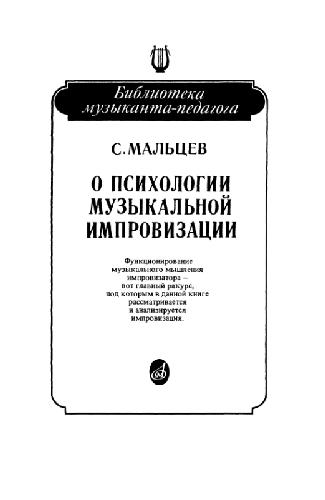 Библиотека
музыканта-педагога
С. МАЛЬЦЕВ
О ПСИХОЛОГИИ
МУЗЫКАЛЬНОЙ
ИМПРОВИЗАЦИИ
Функционирование
музыкального мышления
импровизатора —
вот главный ракурс,
под которым в данной книге
рассматривается
и анализируется
импровизация.